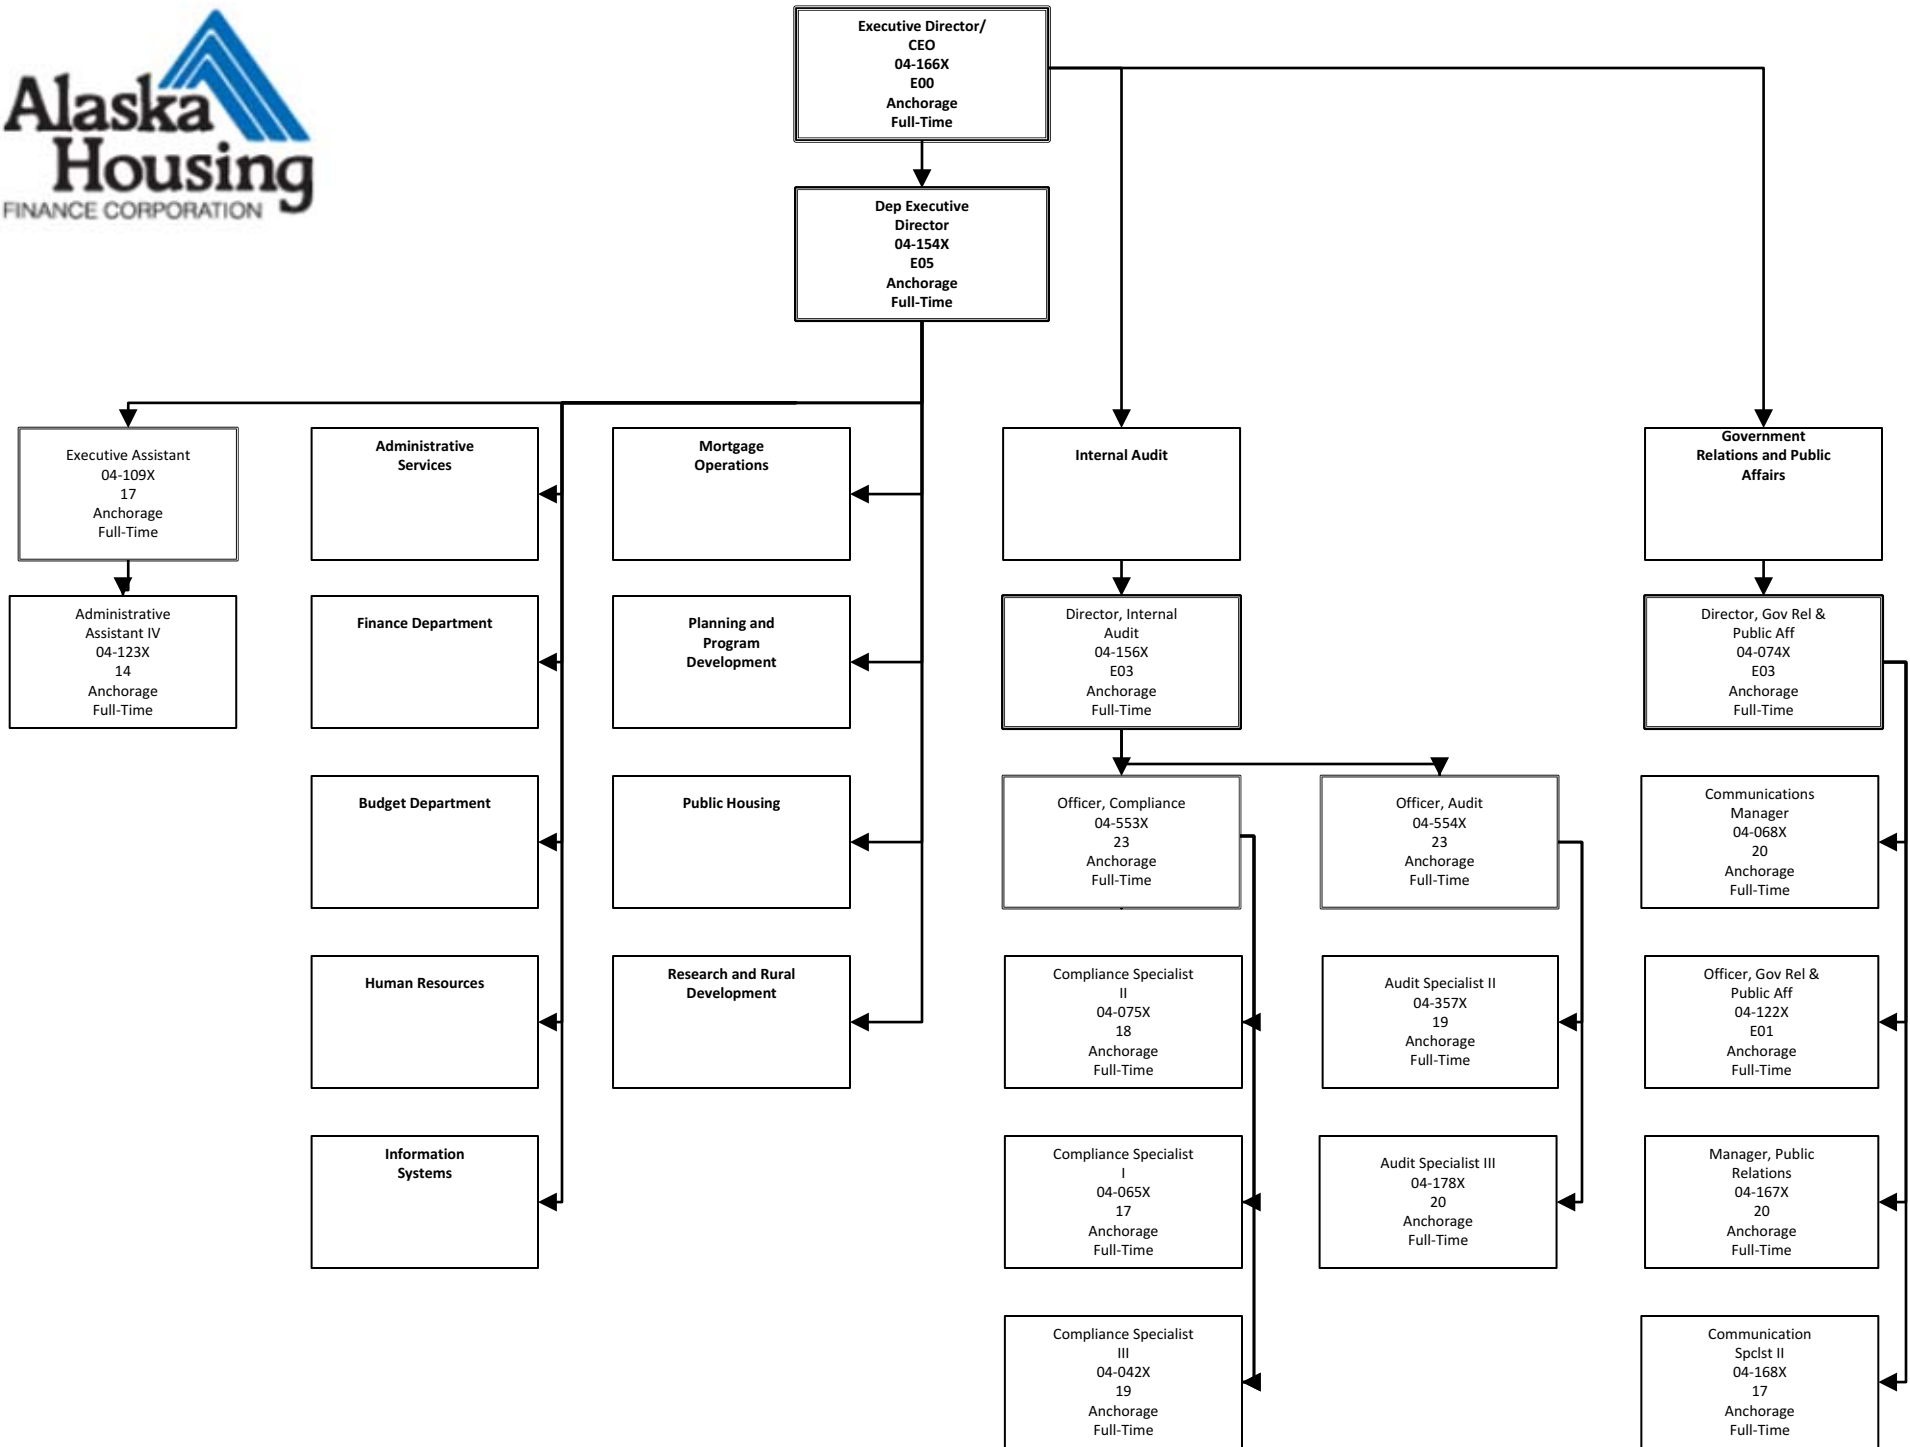 Alaska
Housing
FINANCE CORPORATION
Executive Director/
CEO
04-166X
E00
Anchorage
Full-Time
Dep Executive
Director
04-154X
E05
Anchorage
Full-Time
Executive Assistant
04-109X
17
Anchorage
Full-Time
Administrative
Assistant IV
04-123X
14
Anchorage
Full-Time
Administrative
Services
Finance Department
Budget Department
Human Resources
Information
Systems
Mortgage
Operations
Planning and
Program
Development
Public Housing
Research and Rural
Development
Internal Audit
Director, Internal
Audit
04-156X
E03
Anchorage
Full-Time
Officer, Compliance
04-553X
23
Anchorage
Full-Time
Compliance Specialist
II
04-075X
18
Anchorage
Full-Time
Compliance Specialist
I
04-065X
17
Anchorage
Full-Time
Compliance Specialist
III
04-042X
19
Anchorage
Full-Time
Officer, Audit
04-554X
23
Anchorage
Full-Time
Audit Specialist II
04-357X
19
Anchorage
Full-Time
Audit Specialist III
04-178X
20
Anchorage
Full-Time
Government
Relations and Public
Affairs
Director, Gov Rel &
Public Aff
04-074X
E03
Anchorage
Full-Time
Communications
Manager
04-068X
20
Anchorage
Full-Time
Officer, Gov Rel &
Public Aff
04-122X
E01
Anchorage
Full-Time
Manager, Public
Relations
04-167X
20
Anchorage
Full-Time
Communication
Spclst II
04-168X
17
Anchorage
Full-Time